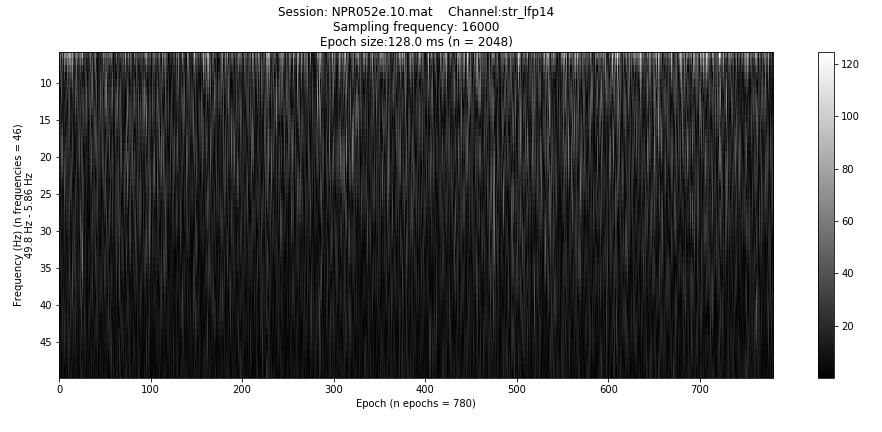 Session: NPR052e.10.mat    Channel:str_lfp14
Sampling frequency: 16000
Epoch size:128.0 ms (n = 2048)
Frequency (Hz) (n frequencies = 46)
49.8 Hz - 5.86 Hz
10
15
20
25
30
35
40
45
0 100 200 300 400 500 600 700
Epoch (n epochs = 780)
120
100
80
60
40
20